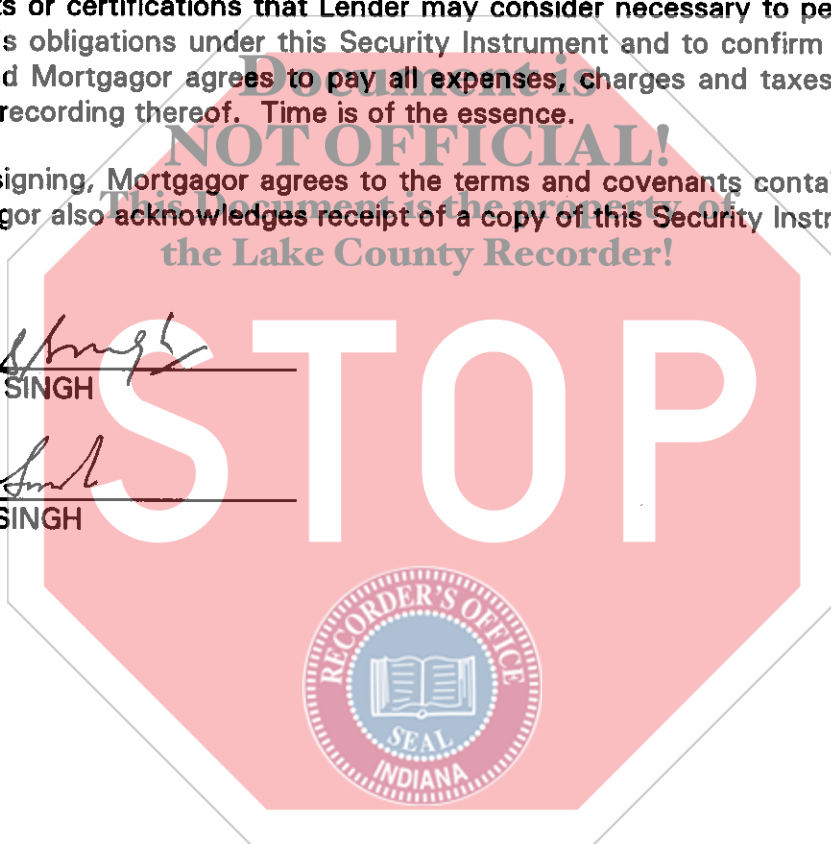 ts or certifications that Lender may consider necessary to pe
s obligations under this Security Instrument and to confirm
d Mortgagor agrees to pay all expenses, charges and taxes
recording thereof. Time is of the essence.
Document is
NOT OFFICIAL!
This Document is the property of
the Lake County Recorder!
signing, Mortgagor agrees to the terms and covenants contai
gor also acknowledges receipt of a copy of this Security Instr
SINGH
SINGH
STOP
RECORDER'S OFFICE
SEAL
INDIANA